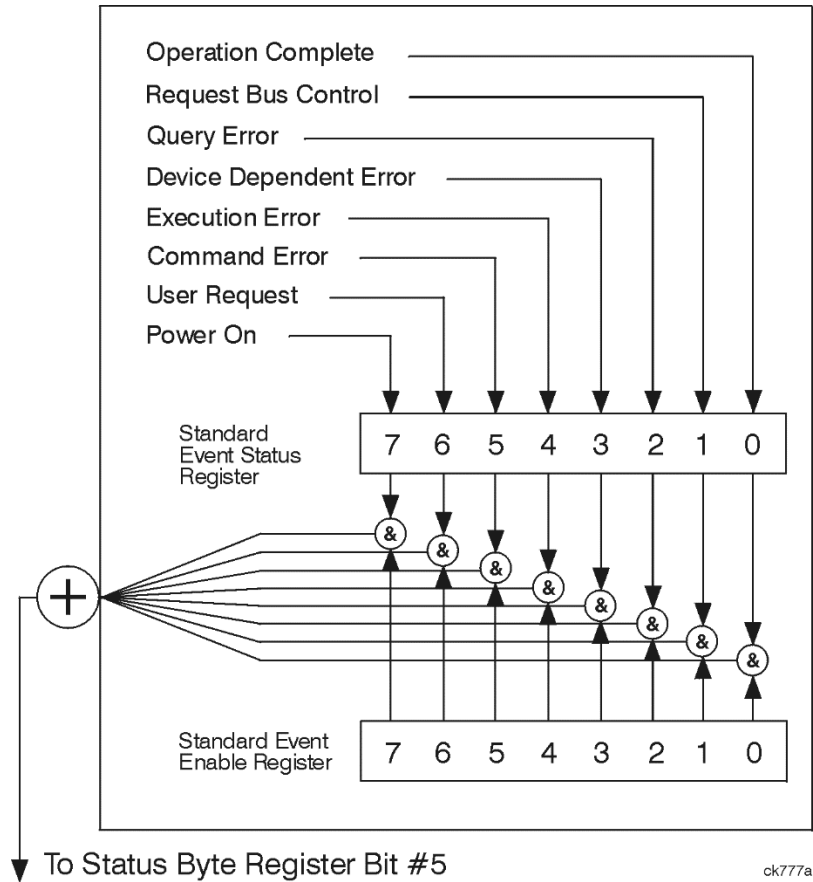 Operation Complete
Request Bus Control
Query Error
Device Dependent Error
Execution Error
Command Error
User Request
Power On
Standard
Event Status
Register
7 6 5 4 3 2 1 0
&
&
&
&
&
&
&
&
+
Standard Event
Enable Register
7 6 5 4 3 2 1 0
To Status Byte Register Bit #5
ck777a